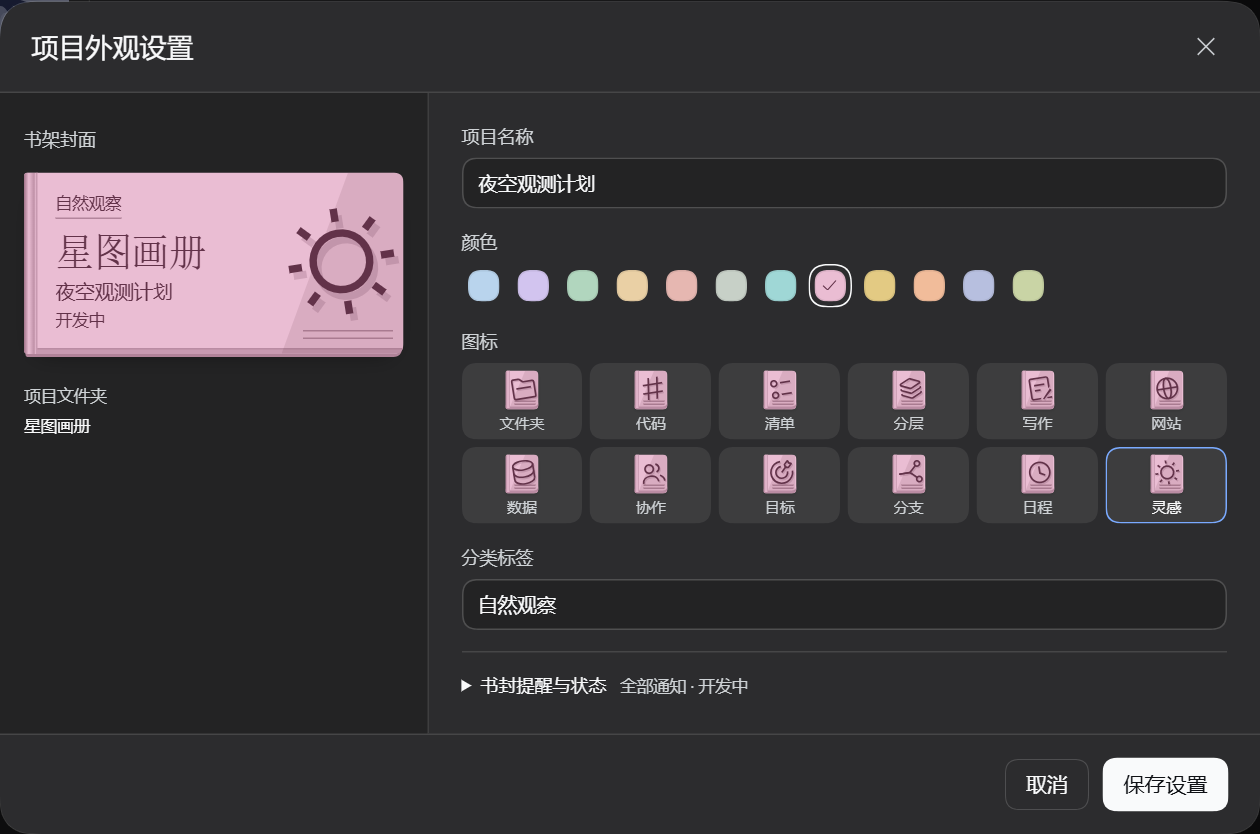 项目外观设置
书架封面
自然观察
星图画册
夜空观测计划
开发中
项目文件夹
星图画册
项目名称
夜空观测计划
颜色
图标
文件夹
代码
清单
分层
写作
网站
数据
协作
目标
分支
日程
灵感
分类标签
自然观察
书封提醒与状态 全部通知 · 开发中
取消
保存设置